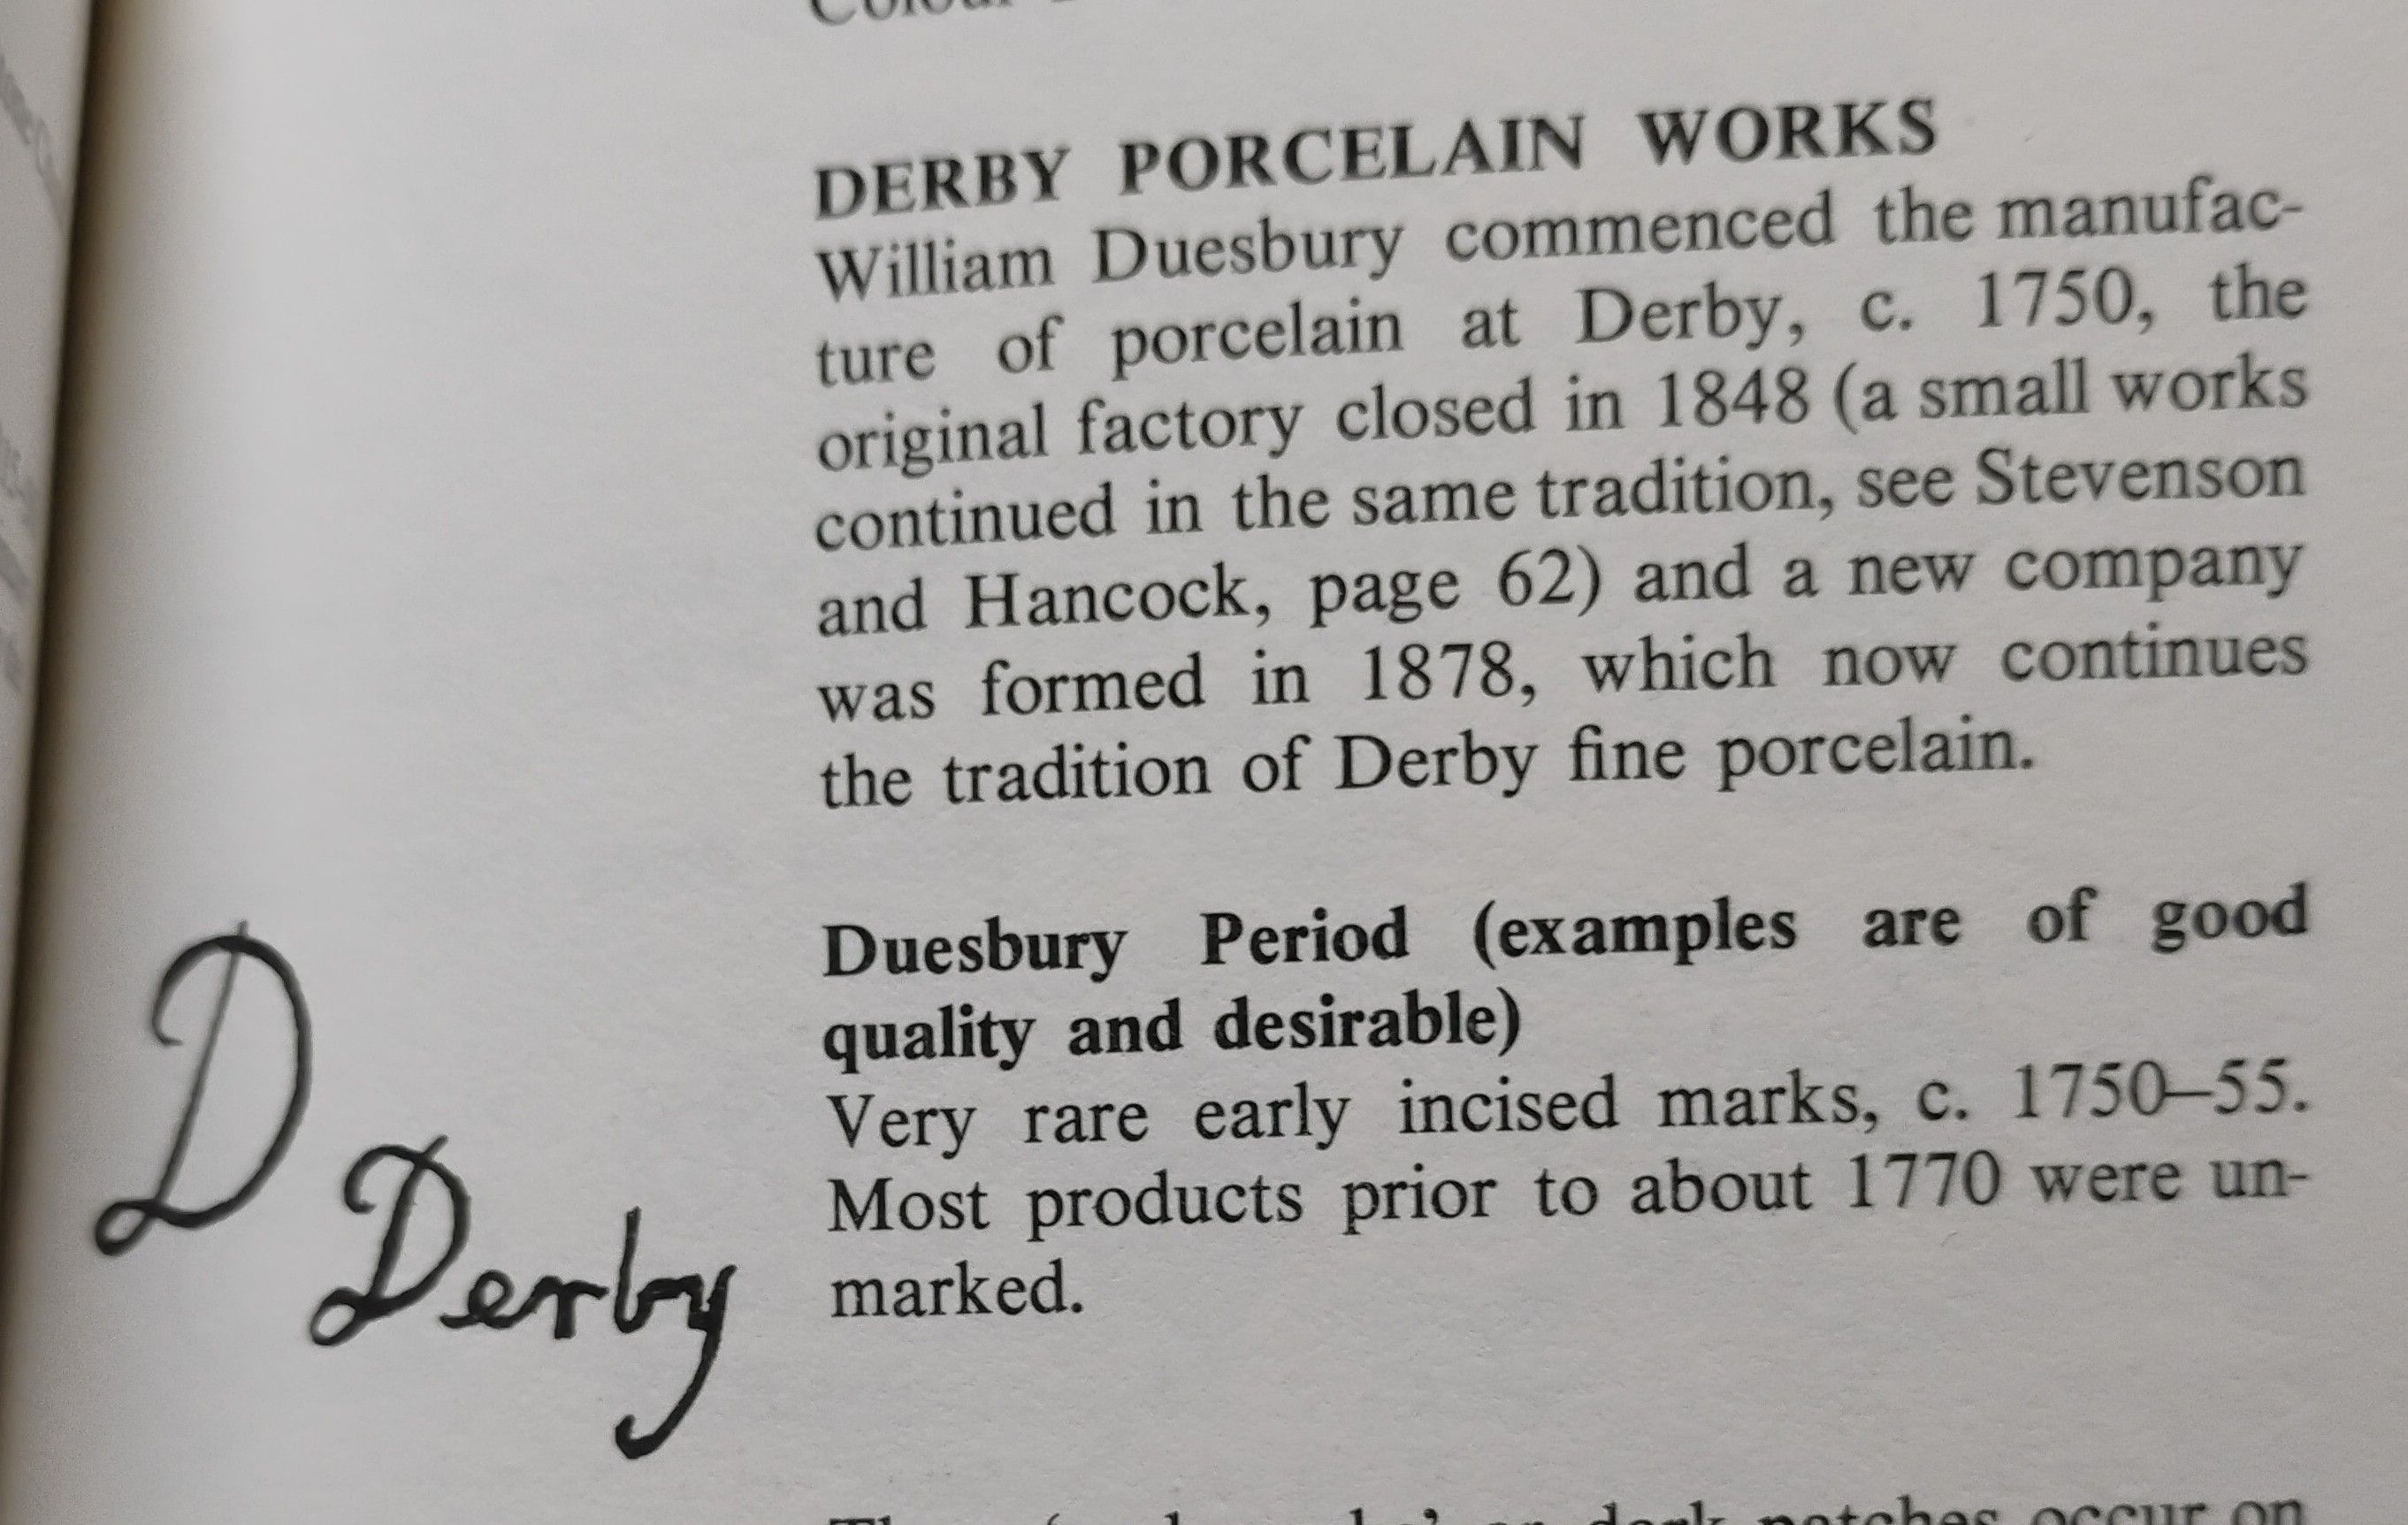 DERBY PORCELAIN WORKS
William Duesbury commenced the manufac-
ture of porcelain at Derby, c. 1750, the
original factory closed in 1848 (a small works
continued in the same tradition, see Stevenson
and Hancock, page 62) and a new company
was formed in 1878, which now continues
the tradition of Derby fine porcelain.
Duesbury Period (examples are of good
quality and desirable)
Very rare early incised marks, c. 1750–55.
Most products prior to about 1770 were un-
marked.
D
Derby
patches occur on